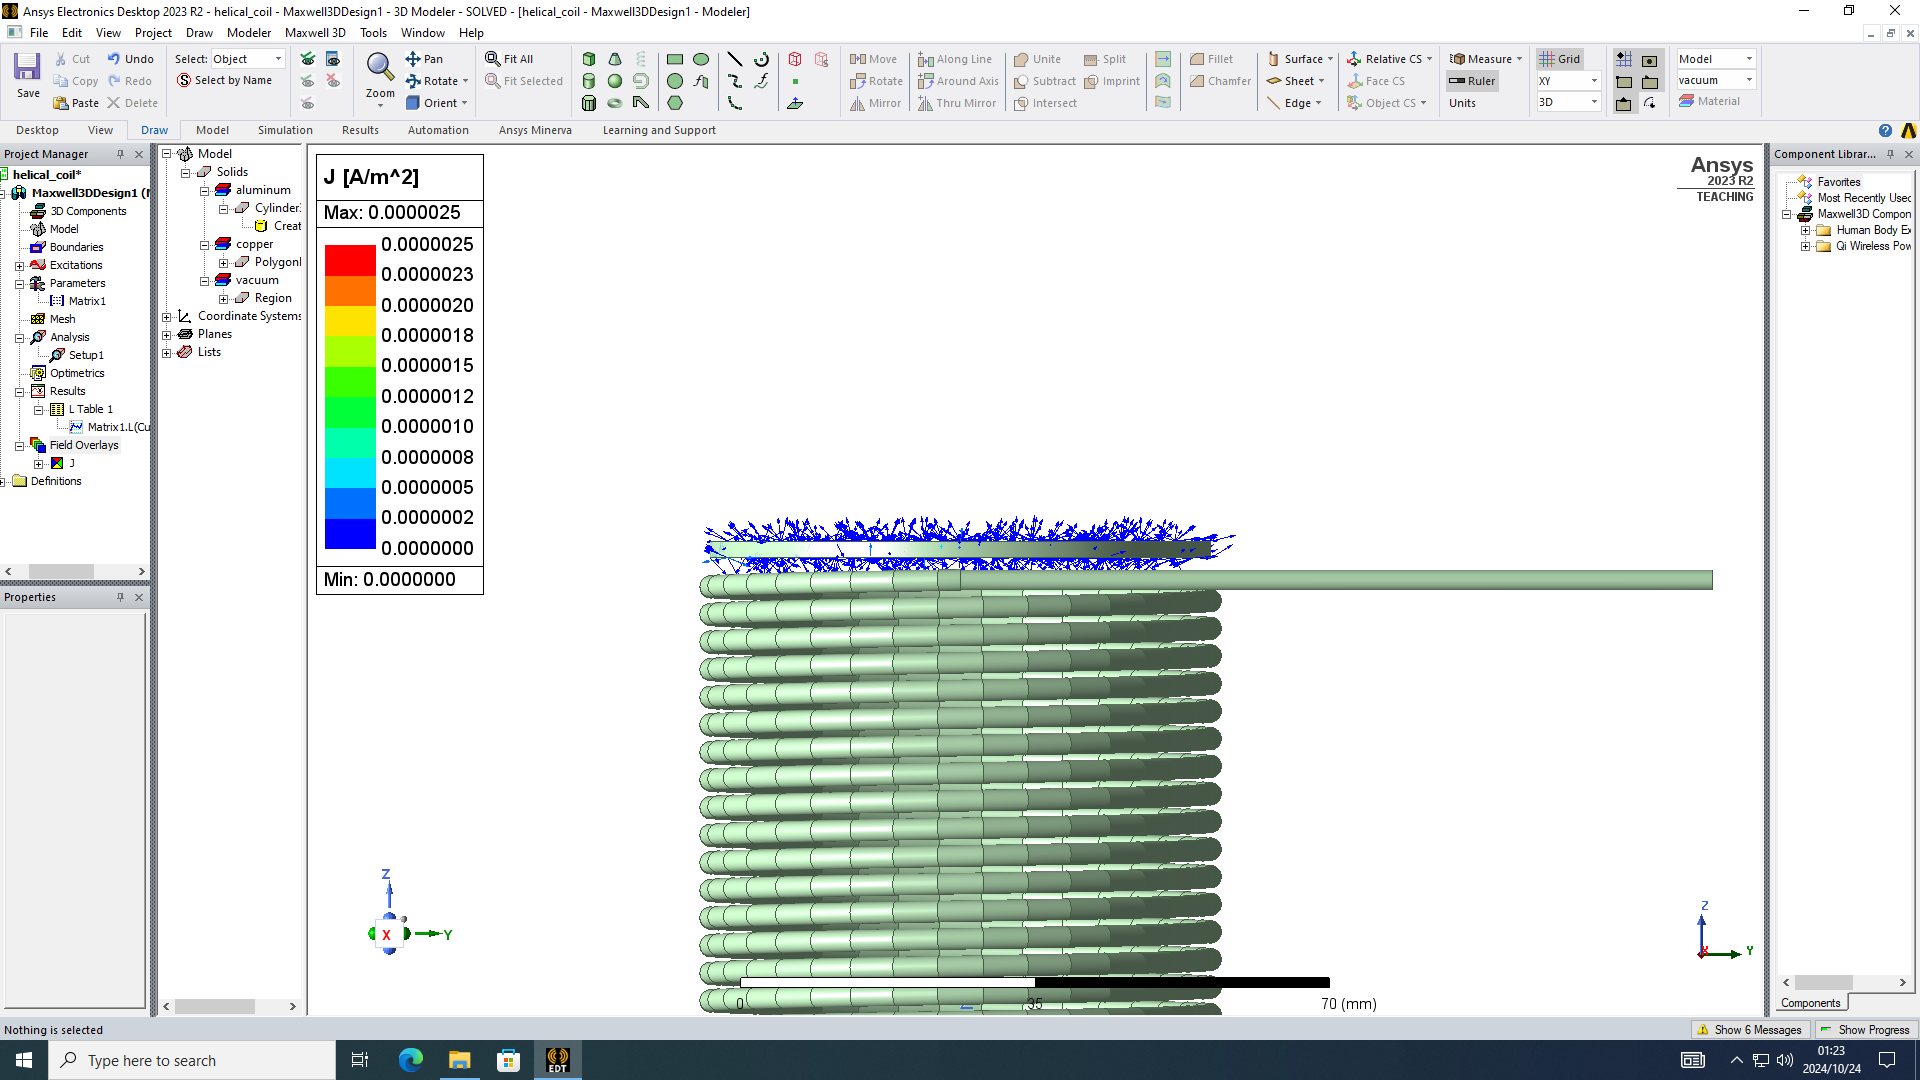 Ansys Electronics Desktop 2023 R2 - helical_coil - Maxwell3DDesign1 - 3D Modeler - SOLVED - [helical_coil - Maxwell3DDesign1 - Modeler]
File Edit View Project Draw Modeler Maxwell 3D Tools Window Help
Save
Cut
Copy
Paste
Undo
Redo
Delete
Select: Object
Select by Name
Zoom
Pan
Rotate
Orient
Fit All
Fit Selected
Move
Rotate
Mirror
Along Line
Around Axis
Thru Mirror
Unite
Subtract
Intersect
Split
Imprint
Fillet
Chamfer
Surface
Sheet
Edge
Relative CS
Face CS
Object CS
Measure
Ruler
Units
Grid
XY
3D
Model
vacuum
Material
Desktop View Draw Model Simulation Results Automation Ansys Minerva Learning and Support
Project Manager
helical_coil*
Maxwell3DDesign1 (
3D Components
Model
Boundaries
Excitations
Parameters
Matrix1
Mesh
Analysis
Setup1
Optimetrics
Results
L Table 1
Matrix1.L(Cu
Field Overlays
J
Definitions
Properties
Model
Solids
aluminum
Cylinder
Creat
copper
Polygon
vacuum
Region
Coordinate Systems
Planes
Lists
J [A/m^2]
Max: 0.0000025
0.0000025
0.0000023
0.0000020
0.0000018
0.0000015
0.0000012
0.0000010
0.0000008
0.0000005
0.0000002
0.0000000
Min: 0.0000000
Ansys
2023 R2
TEACHING
Z
X
Y
Z
X
Y
0 35 70 (mm)
Component Librar...
Favorites
Most Recently Used
Maxwell3D Compon
Human Body Ex
Qi Wireless Pow
Components
Nothing is selected
Show 6 Messages
Show Progress
Type here to search
EDT
01:23
2024/10/24